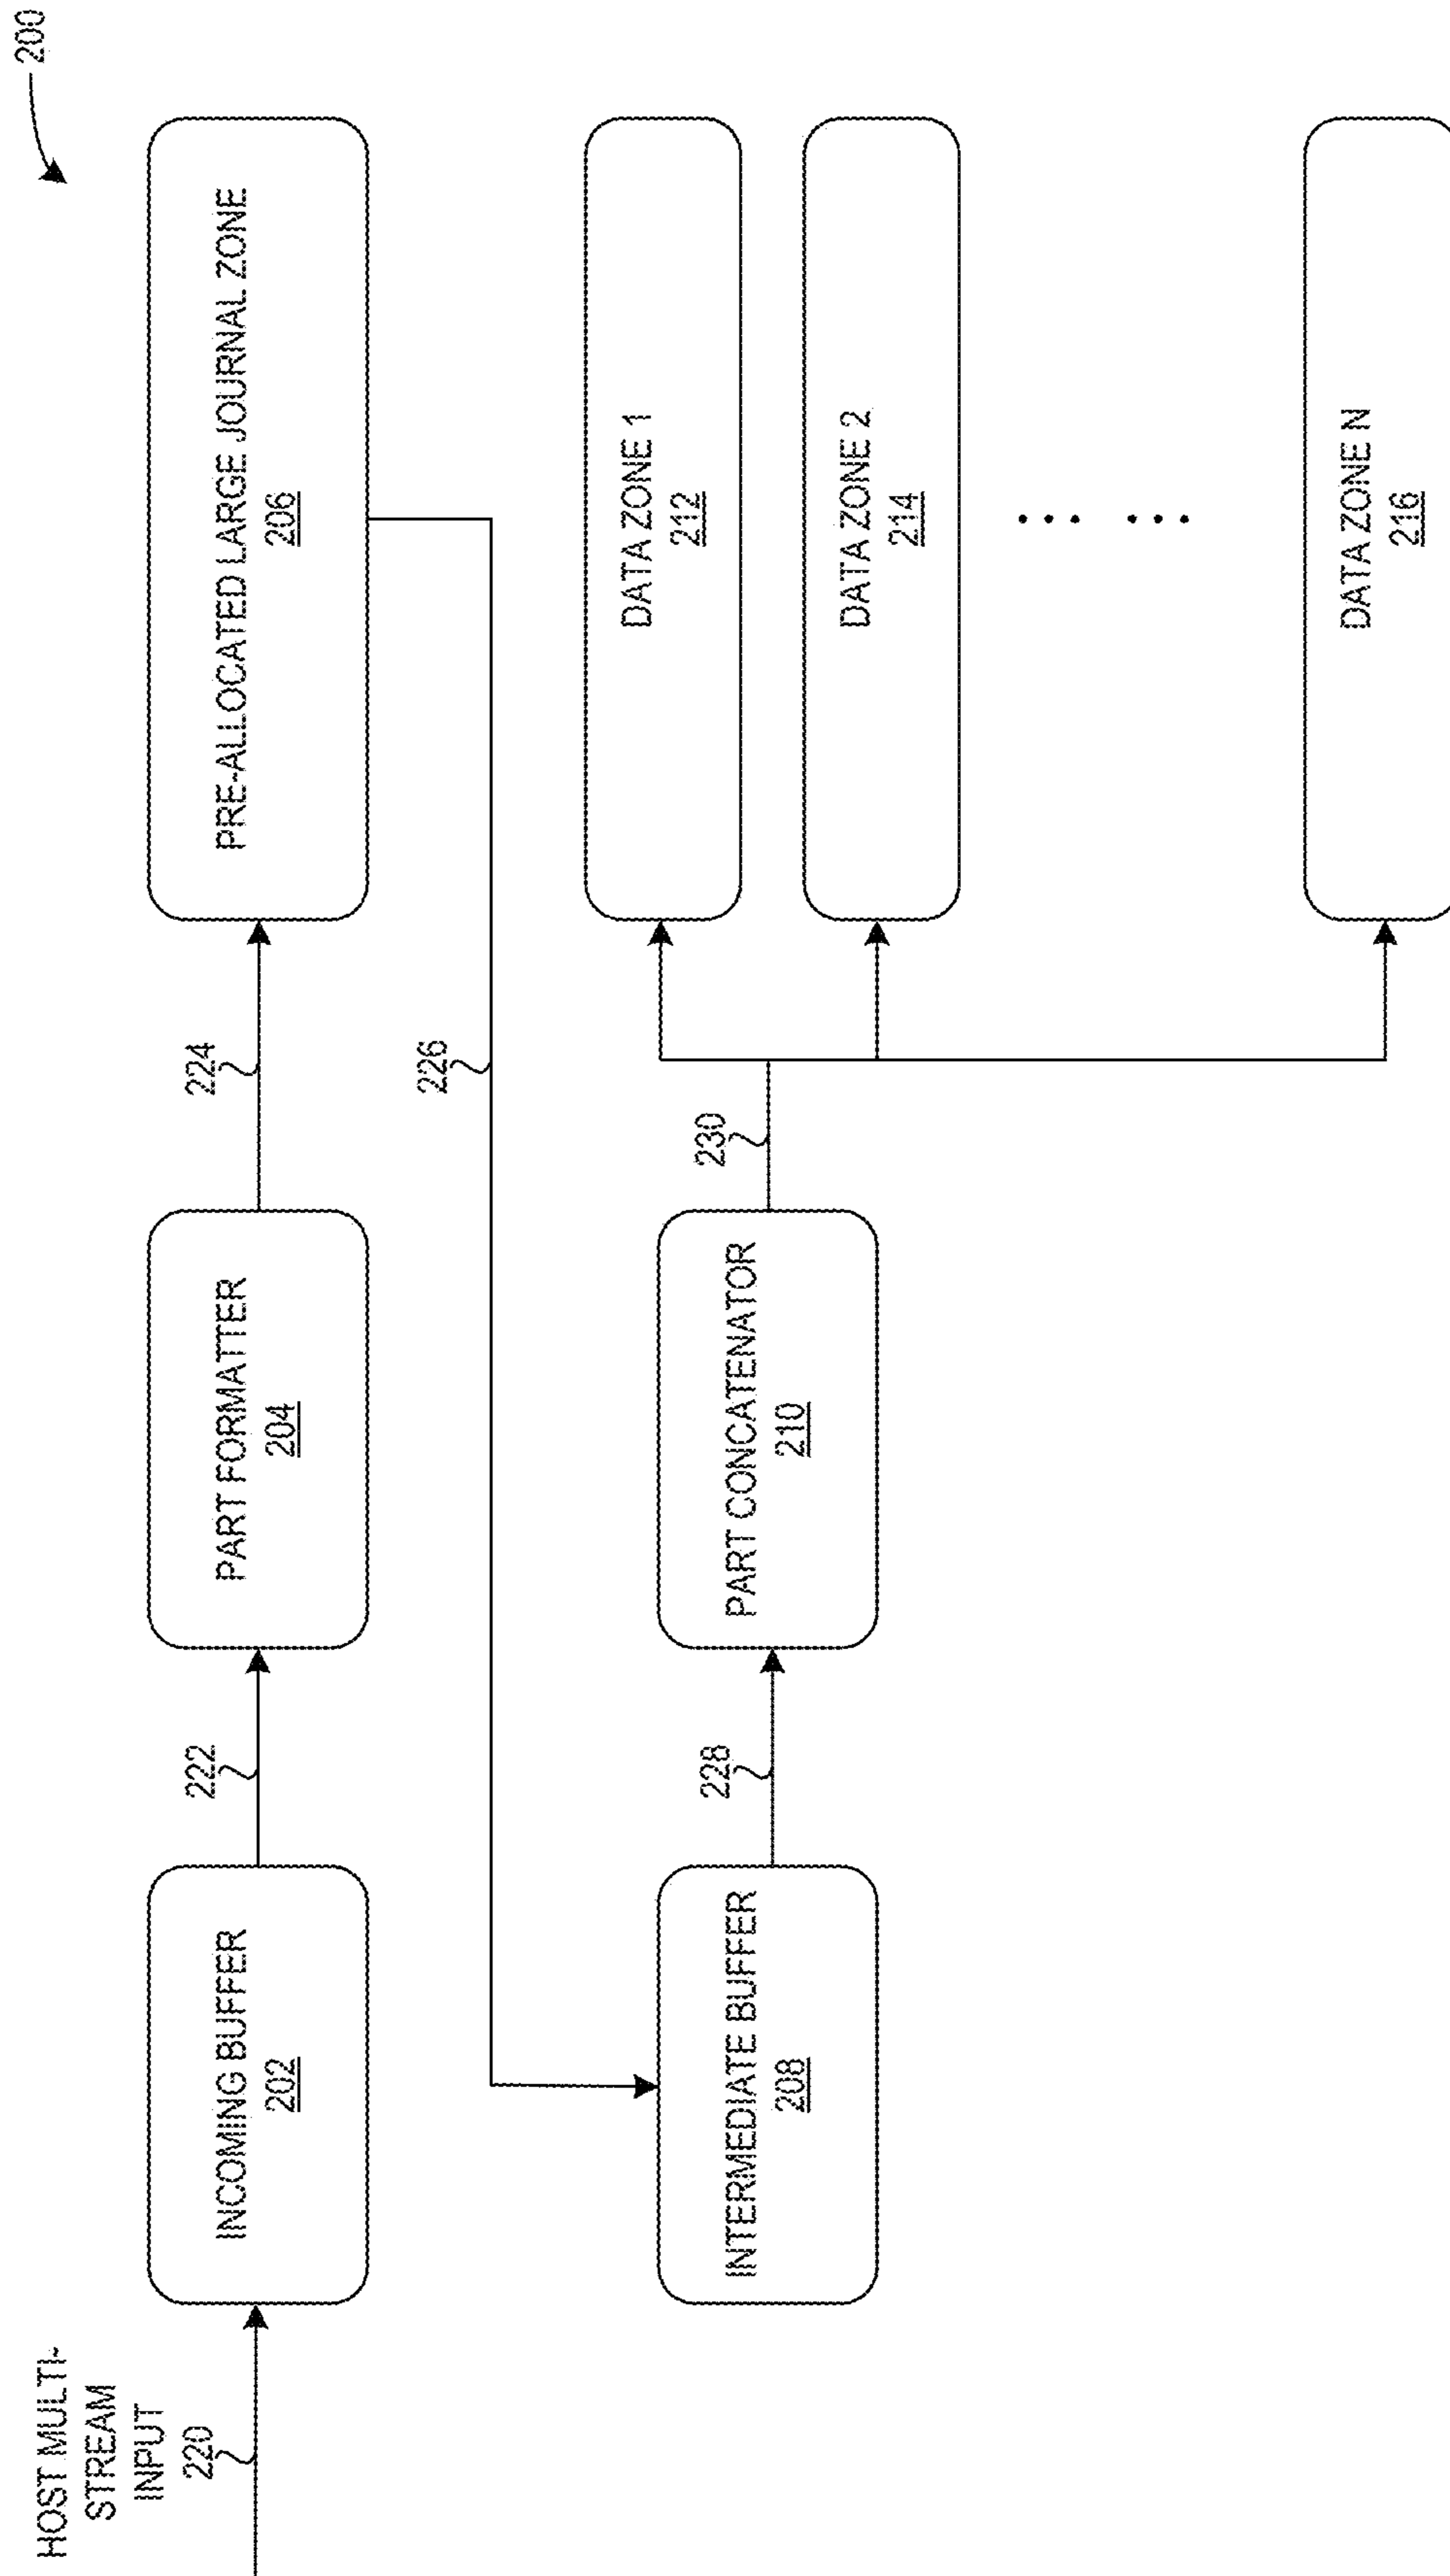 200
HOST MULTI-
STREAM
INPUT
220
INCOMING BUFFER
202
222
PART FORMATTER
204
224
PRE-ALLOCATED LARGE JOURNAL ZONE
206
226
INTERMEDIATE BUFFER
208
228
PART CONCATENATOR
210
230
DATA ZONE 1
212
DATA ZONE 2
214
DATA ZONE N
216